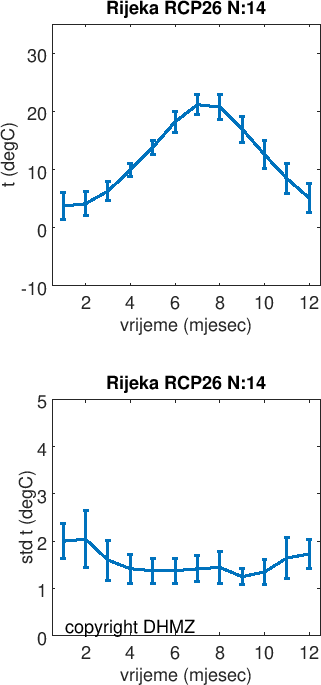 Rijeka RCP26 N:14
30
20
10
0
-10
t (degC)
2 4 6 8 10 12
vrijeme (mjesec)
Rijeka RCP26 N:14
5
4
3
2
1
0
std t (degC)
copyright DHMZ
2 4 6 8 10 12
vrijeme (mjesec)